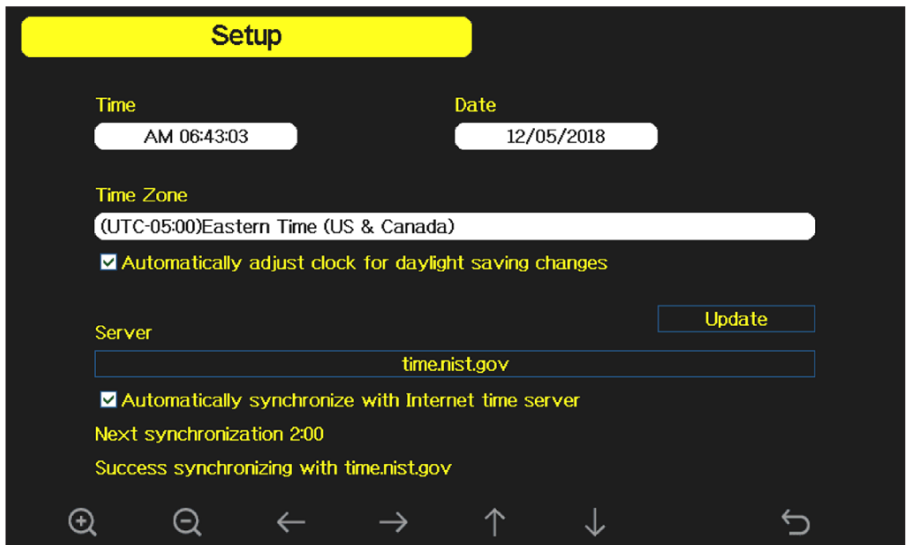 Setup
Time
Date
AM 06:43:03
12/05/2018
Time Zone
(UTC-05:00)Eastern Time (US & Canada)
Automatically adjust clock for daylight saving changes
Update
Server
time.nist.gov
Automatically synchronize with Internet time server
Next synchronization 2:00
Success synchronizing with time.nist.gov